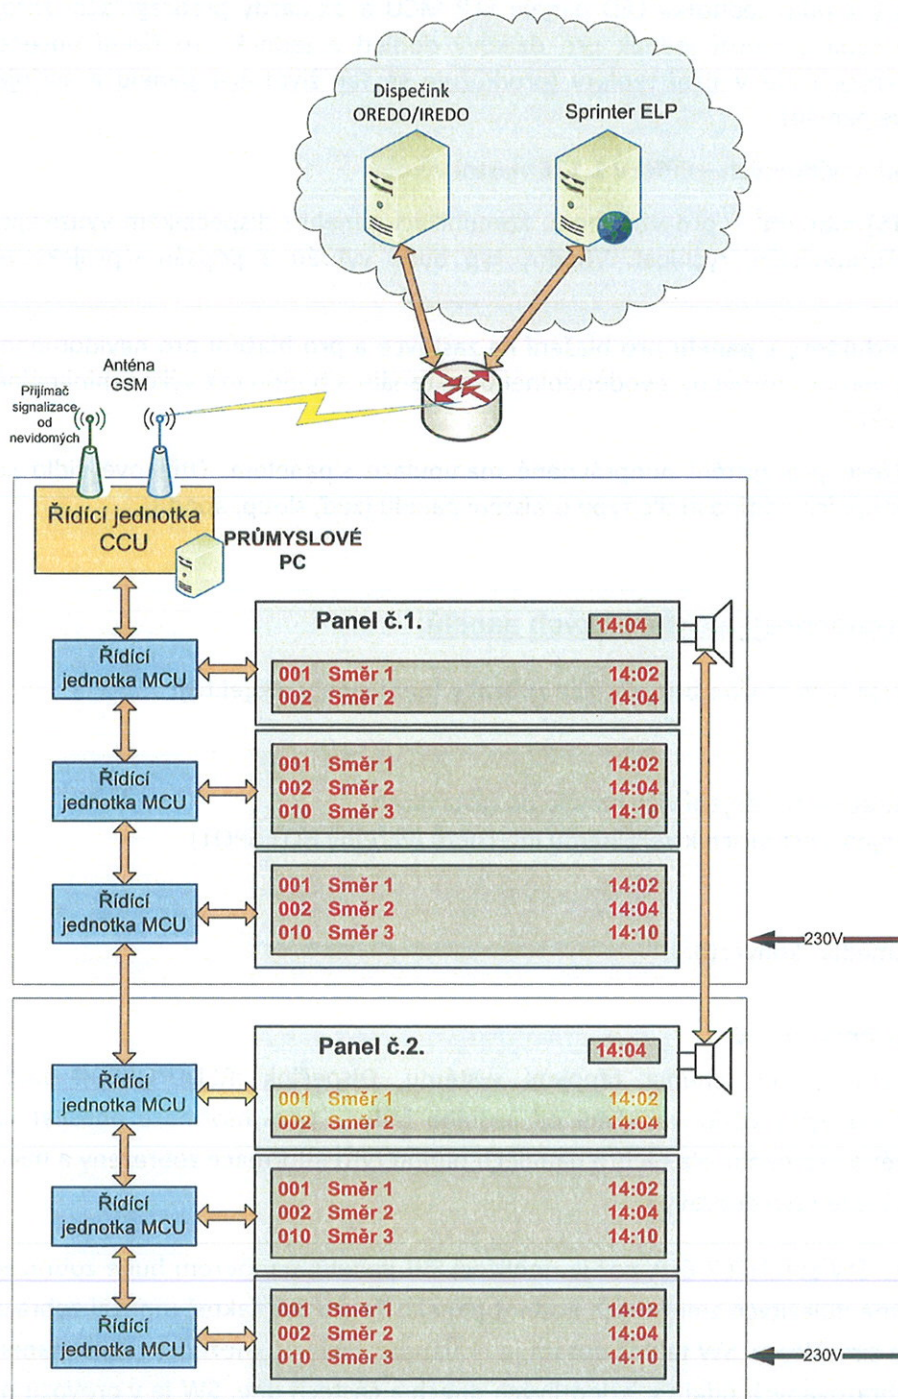 Dispečink
OREDO/IREDO
Sprinter ELP
Anténa
GSM
Přijímač
signalizace
od
nevidomých
Řídící jednotka
CCU
PRŮMYSLOVÉ
PC
Panel č.1.
14:04
Řídící
jednotka MCU
001 Směr 1 14:02
002 Směr 2 14:04
Řídící
jednotka MCU
001 Směr 1 14:02
002 Směr 2 14:04
010 Směr 3 14:10
Řídící
jednotka MCU
001 Směr 1 14:02
002 Směr 2 14:04
010 Směr 3 14:10
230V
Panel č.2.
14:04
Řídící
jednotka MCU
001 Směr 1 14:02
002 Směr 2 14:04
Řídící
jednotka MCU
001 Směr 1 14:02
002 Směr 2 14:04
010 Směr 3 14:10
Řídící
jednotka MCU
001 Směr 1 14:02
002 Směr 2 14:04
010 Směr 3 14:10
230V